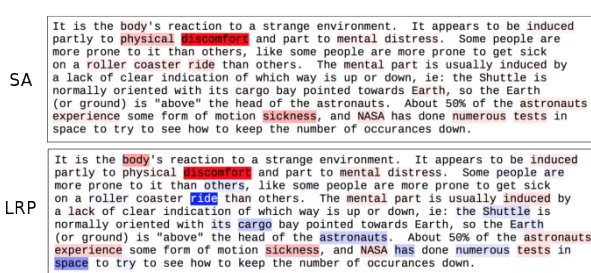 SA
It is the body's reaction to a strange environment. It appears to be induced
partly to physical discomfort and part to mental distress. Some people are
more prone to it than others, like some people are more prone to get sick
on a roller coaster ride than others. The mental part is usually induced by
a lack of clear indication of which way is up or down, ie: the Shuttle is
normally oriented with its cargo bay pointed towards Earth, so the Earth
(or ground) is "above" the head of the astronauts. About 50% of the astronauts
experience some form of motion sickness, and NASA has done numerous tests in
space to try to see how to keep the number of occurances down.
LRP
It is the body's reaction to a strange environment. It appears to be induced
partly to physical discomfort and part to mental distress. Some people are
more prone to it than others, like some people are more prone to get sick
on a roller coaster ride than others. The mental part is usually induced by
a lack of clear indication of which way is up or down, ie: the Shuttle is
normally oriented with its cargo bay pointed towards Earth, so the Earth
(or ground) is "above" the head of the astronauts. About 50% of the astronauts
experience some form of motion sickness, and NASA has done numerous tests in
space to try to see how to keep the number of occurances down.